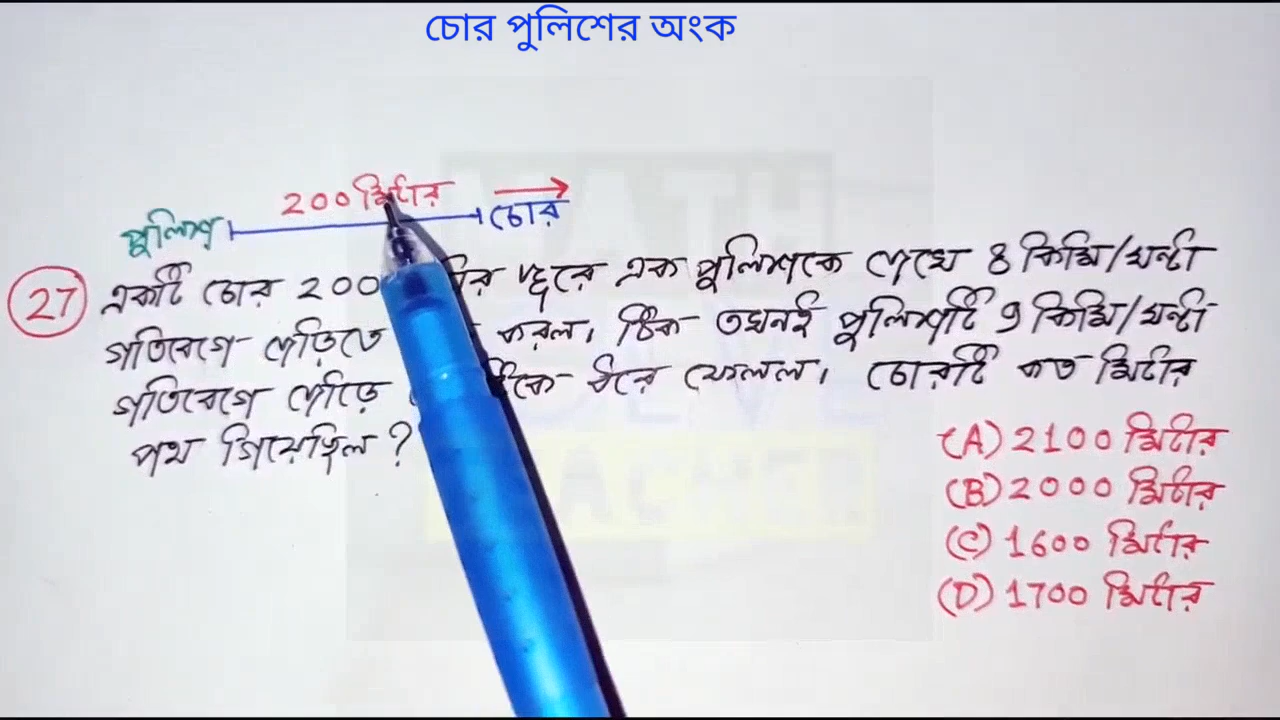 চোর পুলিশের অংক
200 মিটার
পুলিশ চোর
27 একটি চোর 200 দূরে এক পুলিশকে দেখে 8 কিমি/ঘন্টা
গতিবেগে দৌড়াতে করল। ঠিক তখনই পুলিশটি 9 কিমি/ঘন্টা
গতিবেগে দৌড়ে ধরে ফেলল। চোরটি কত মিটার
পথ গিয়েছিল?
(A) 2100 মিটার
(B) 2000 মিটার
(C) 1600 মিটার
(D) 1700 মিটার